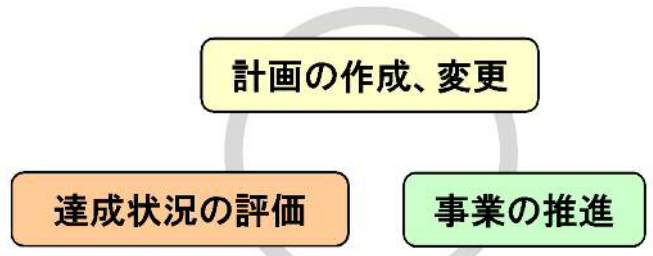 計画の作成、変更
達成状況の評価
事業の推進